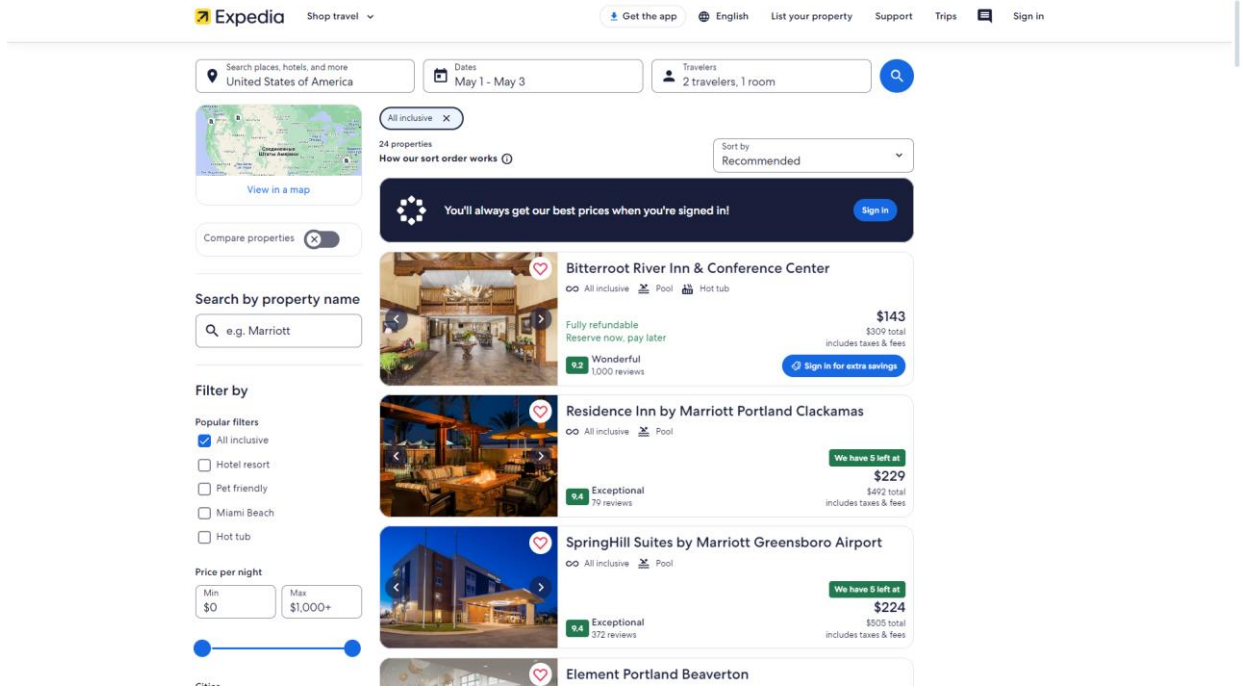 Expedia
Shop travel
Get the app
English
List your property
Support
Trips
Sign in
Search places, hotels, and more
United States of America
Dates
May 1 - May 3
Travelers
2 travelers, 1 room
Соединенные
Штаты Америки
View in a map
Compare properties
Search by property name
e.g. Marriott
Filter by
Popular filters
All inclusive
Hotel resort
Pet friendly
Miami Beach
Hot tub
Price per night
Min
$0
Max
$1,000+
Cities
All inclusive
24 properties
How our sort order works
Sort by
Recommended
You'll always get our best prices when you're signed in!
Sign in
Bitterroot River Inn & Conference Center
All inclusive Pool Hot tub
Fully refundable
Reserve now, pay later
9.2 Wonderful
1,000 reviews
$143
$309 total
includes taxes & fees
Sign in for extra savings
Residence Inn by Marriott Portland Clackamas
All inclusive Pool
9.4 Exceptional
79 reviews
We have 5 left at
$229
$492 total
includes taxes & fees
SpringHill Suites by Marriott Greensboro Airport
All inclusive Pool
9.4 Exceptional
372 reviews
We have 5 left at
$224
$505 total
includes taxes & fees
Element Portland Beaverton